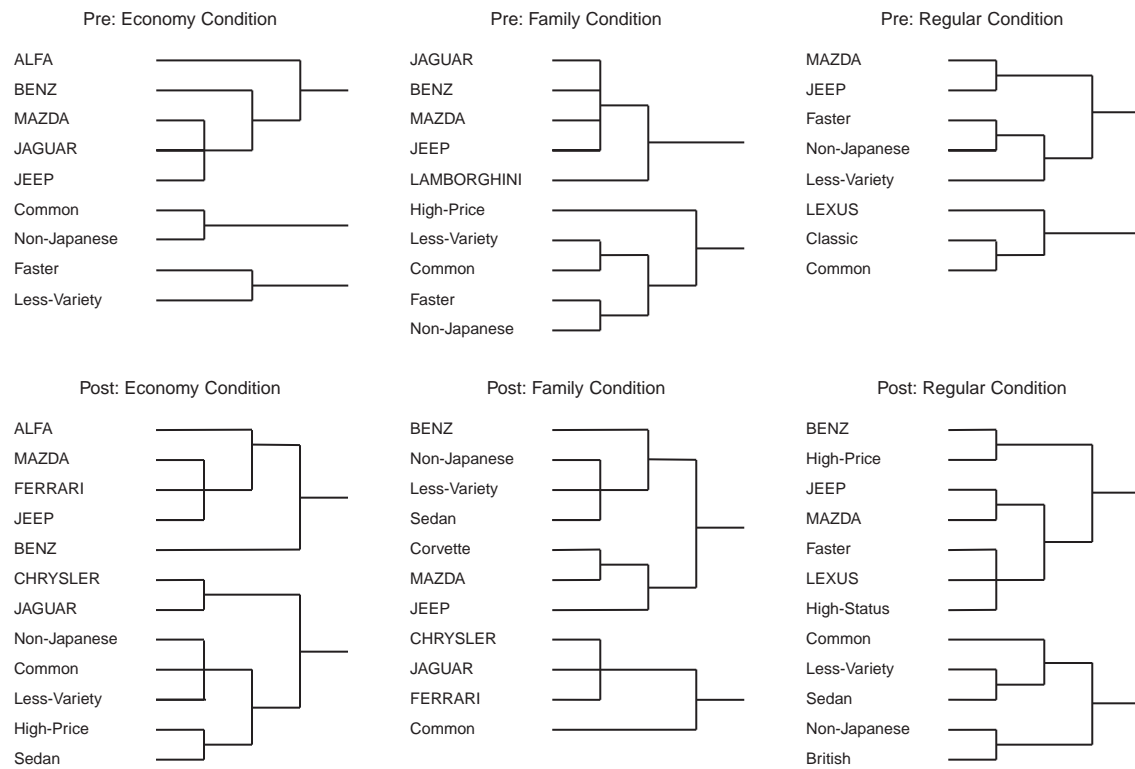 Pre: Economy Condition
ALFA
BENZ
MAZDA
JAGUAR
JEEP
Common
Non-Japanese
Faster
Less-Variety
Pre: Family Condition
JAGUAR
BENZ
MAZDA
JEEP
LAMBORGHINI
High-Price
Less-Variety
Common
Faster
Non-Japanese
Pre: Regular Condition
MAZDA
JEEP
Faster
Non-Japanese
Less-Variety
LEXUS
Classic
Common
Post: Economy Condition
ALFA
MAZDA
FERRARI
JEEP
BENZ
CHRYSLER
JAGUAR
Non-Japanese
Common
Less-Variety
High-Price
Sedan
Post: Family Condition
BENZ
Non-Japanese
Less-Variety
Sedan
Corvette
MAZDA
JEEP
CHRYSLER
JAGUAR
FERRARI
Common
Post: Regular Condition
BENZ
High-Price
JEEP
MAZDA
Faster
LEXUS
High-Status
Common
Less-Variety
Sedan
Non-Japanese
British